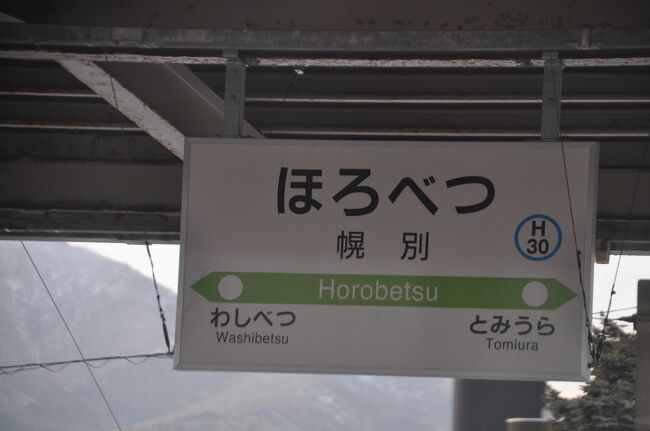 ほろべつ
幌別
H
30
Horobetsu
わしべつ
Washibetsu
とみうら
Tomiura